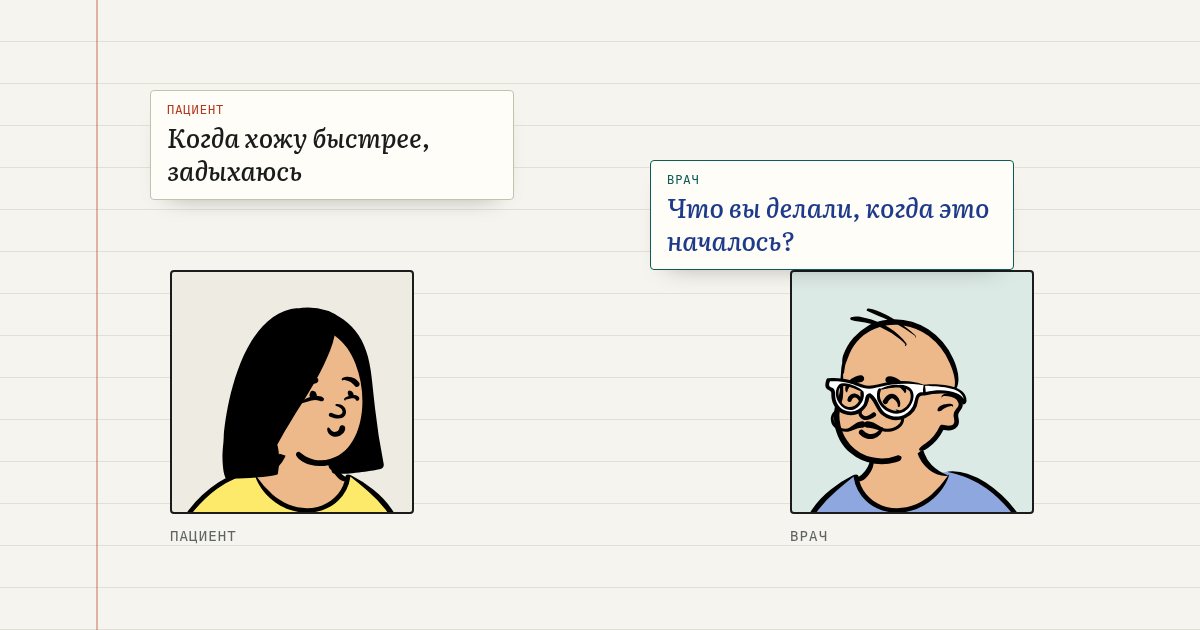 ПАЦИЕНТ
Когда хожу быстрее,
задыхаюсь
ВРАЧ
Что вы делали, когда это
началось?
ПАЦИЕНТ
ВРАЧ